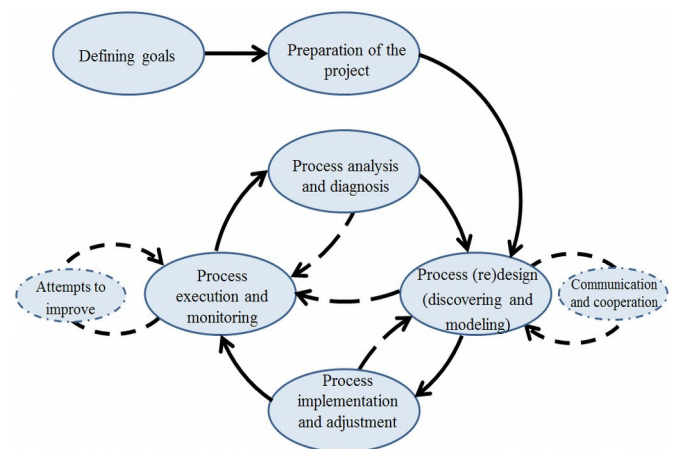 Defining goals
Preparation of the
project
Process analysis
and diagnosis
Attempts to
improve
Process
execution and
monitoring
Process (re)design
(discovering and
modeling)
Communication
and cooperation
Process
implementation
and adjustment